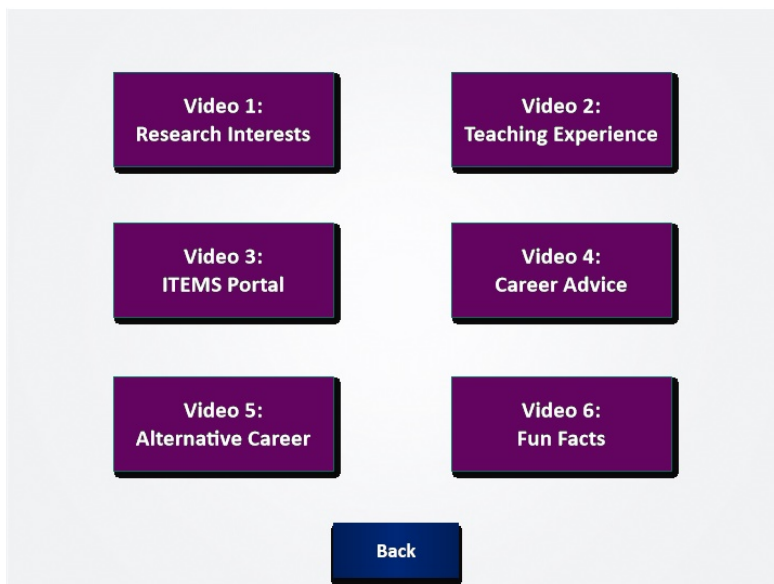 Video 1:
Research Interests
Video 2:
Teaching Experience
Video 3:
ITEMS Portal
Video 4:
Career Advice
Video 5:
Alternative Career
Video 6:
Fun Facts
Back